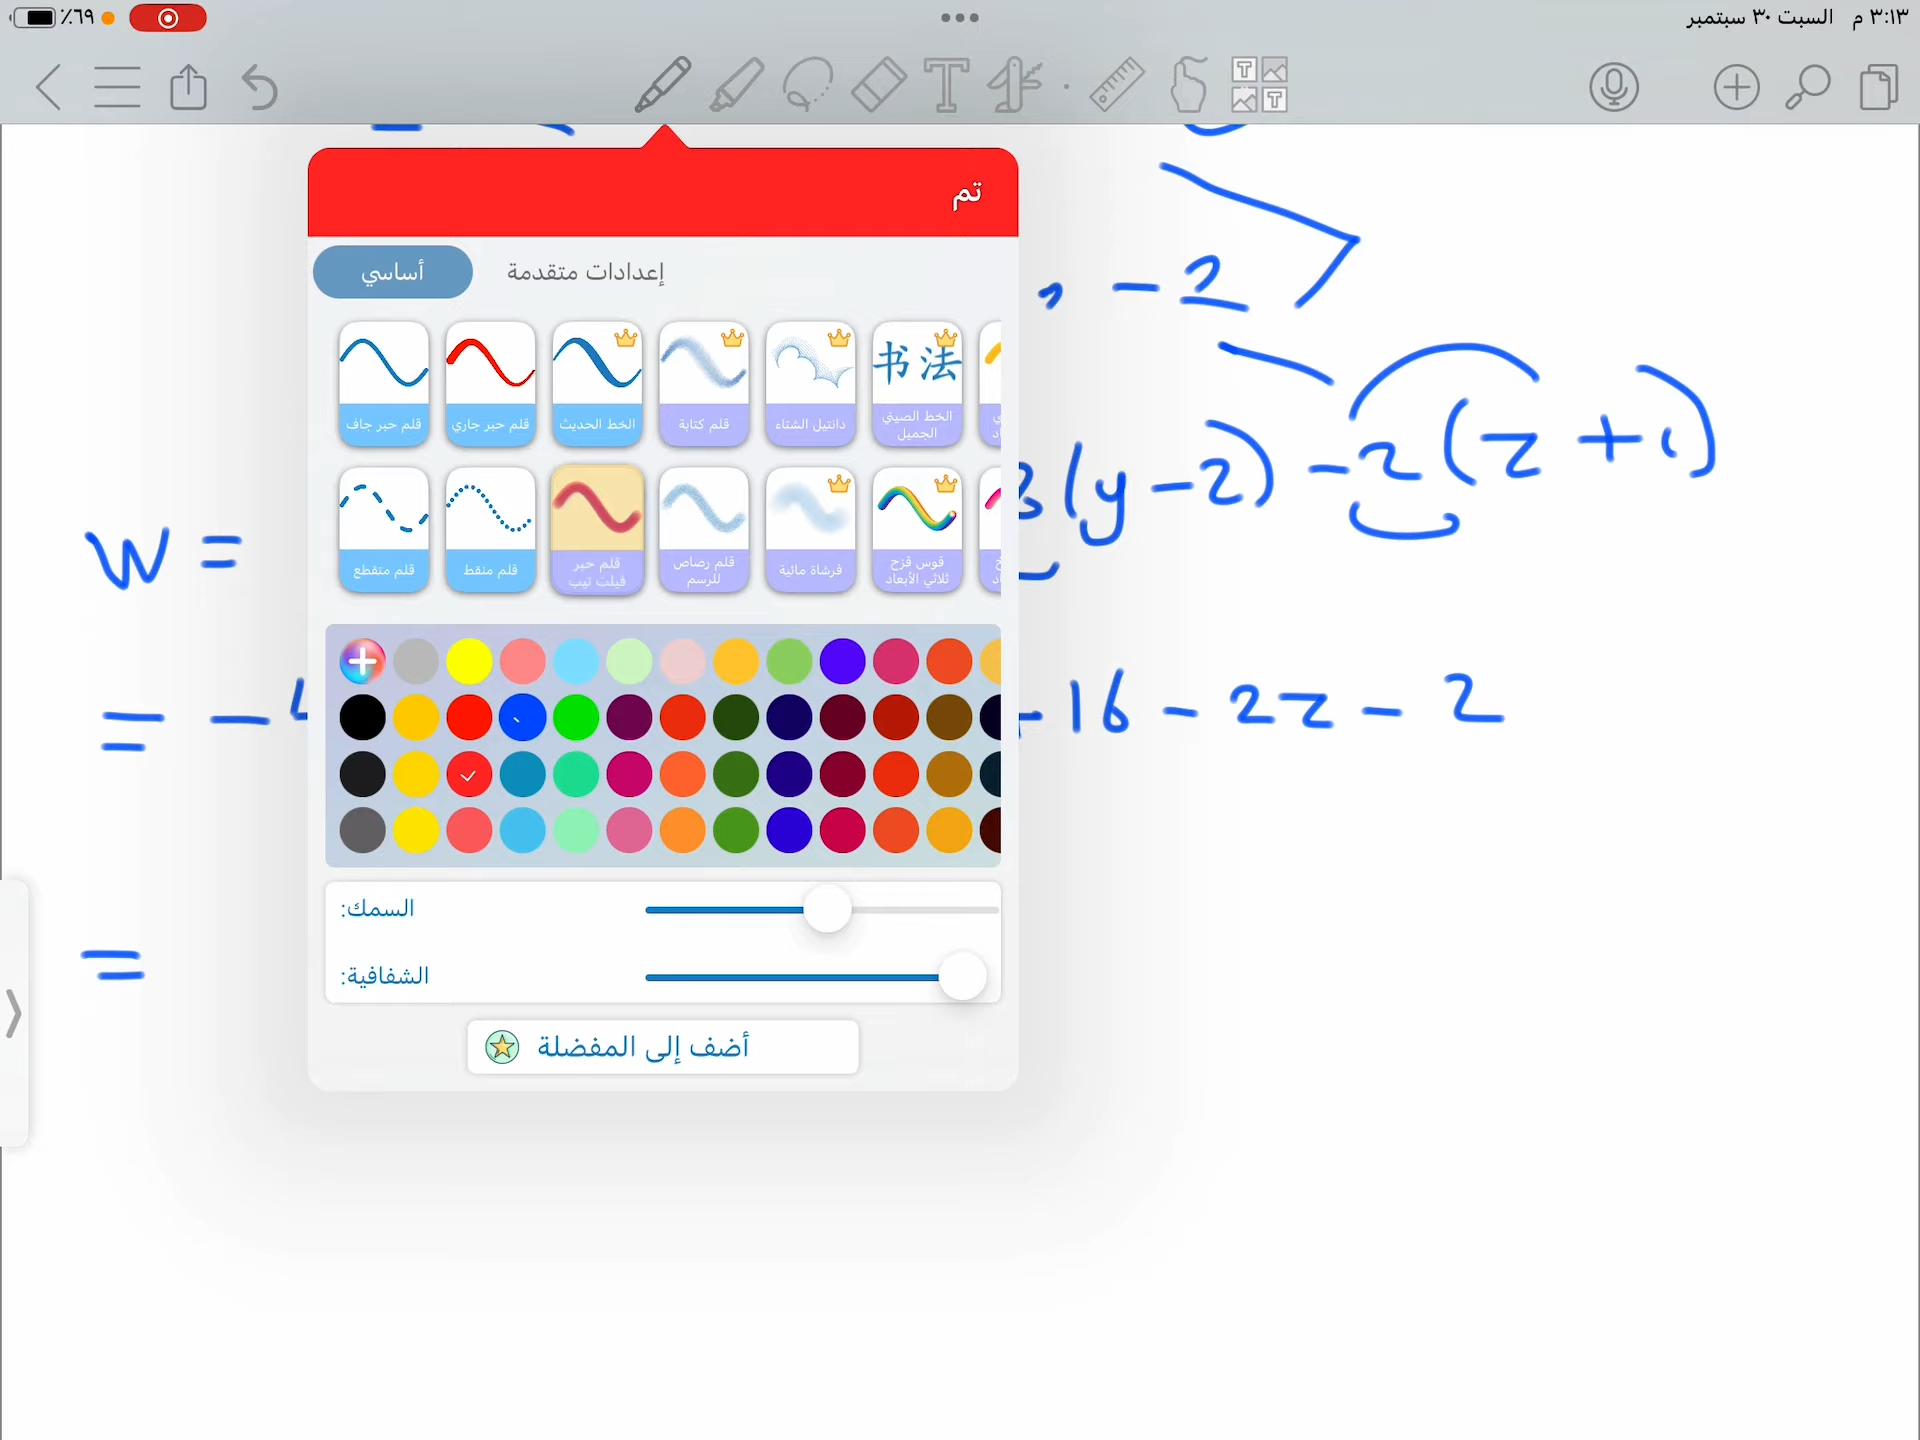 ٪٦٩
٣:١٣ م السبت ٣٠ سبتمبر
تم
أساسي
إعدادات متقدمة
قلم حبر جاف
قلم حبر جاري
الخط الحديث
قلم كتابة
دانتيل الشتاء
书法
الخط الصيني الجميل
قلم متقطع
قلم منقط
قلم حبر فيلت تيب
قلم رصاص للرسم
فرشاة مائية
قوس قزح ثلاثي الأبعاد
السمك:
الشفافية:
أضف إلى المفضلة
, -2
W =
(y-2) -2(z+1)
= -
16 - 2z - 2
=